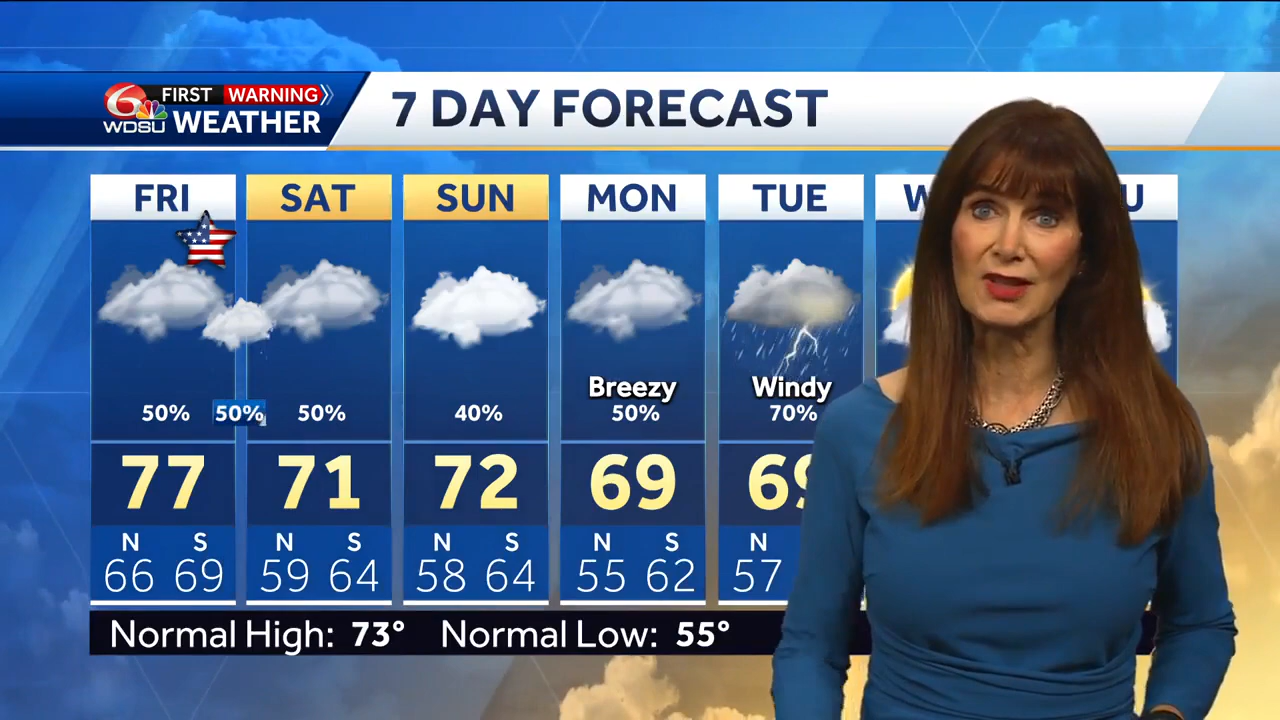 6 FIRST WARNING
WDSU WEATHER
7 DAY FORECAST
FRI SAT SUN MON TUE
Breezy Windy
50% 50% 50% 40% 50% 70%
77 71 72 69 69
N S N S N S N S N
66 69 59 64 58 64 55 62 57
Normal High: 73° Normal Low: 55°